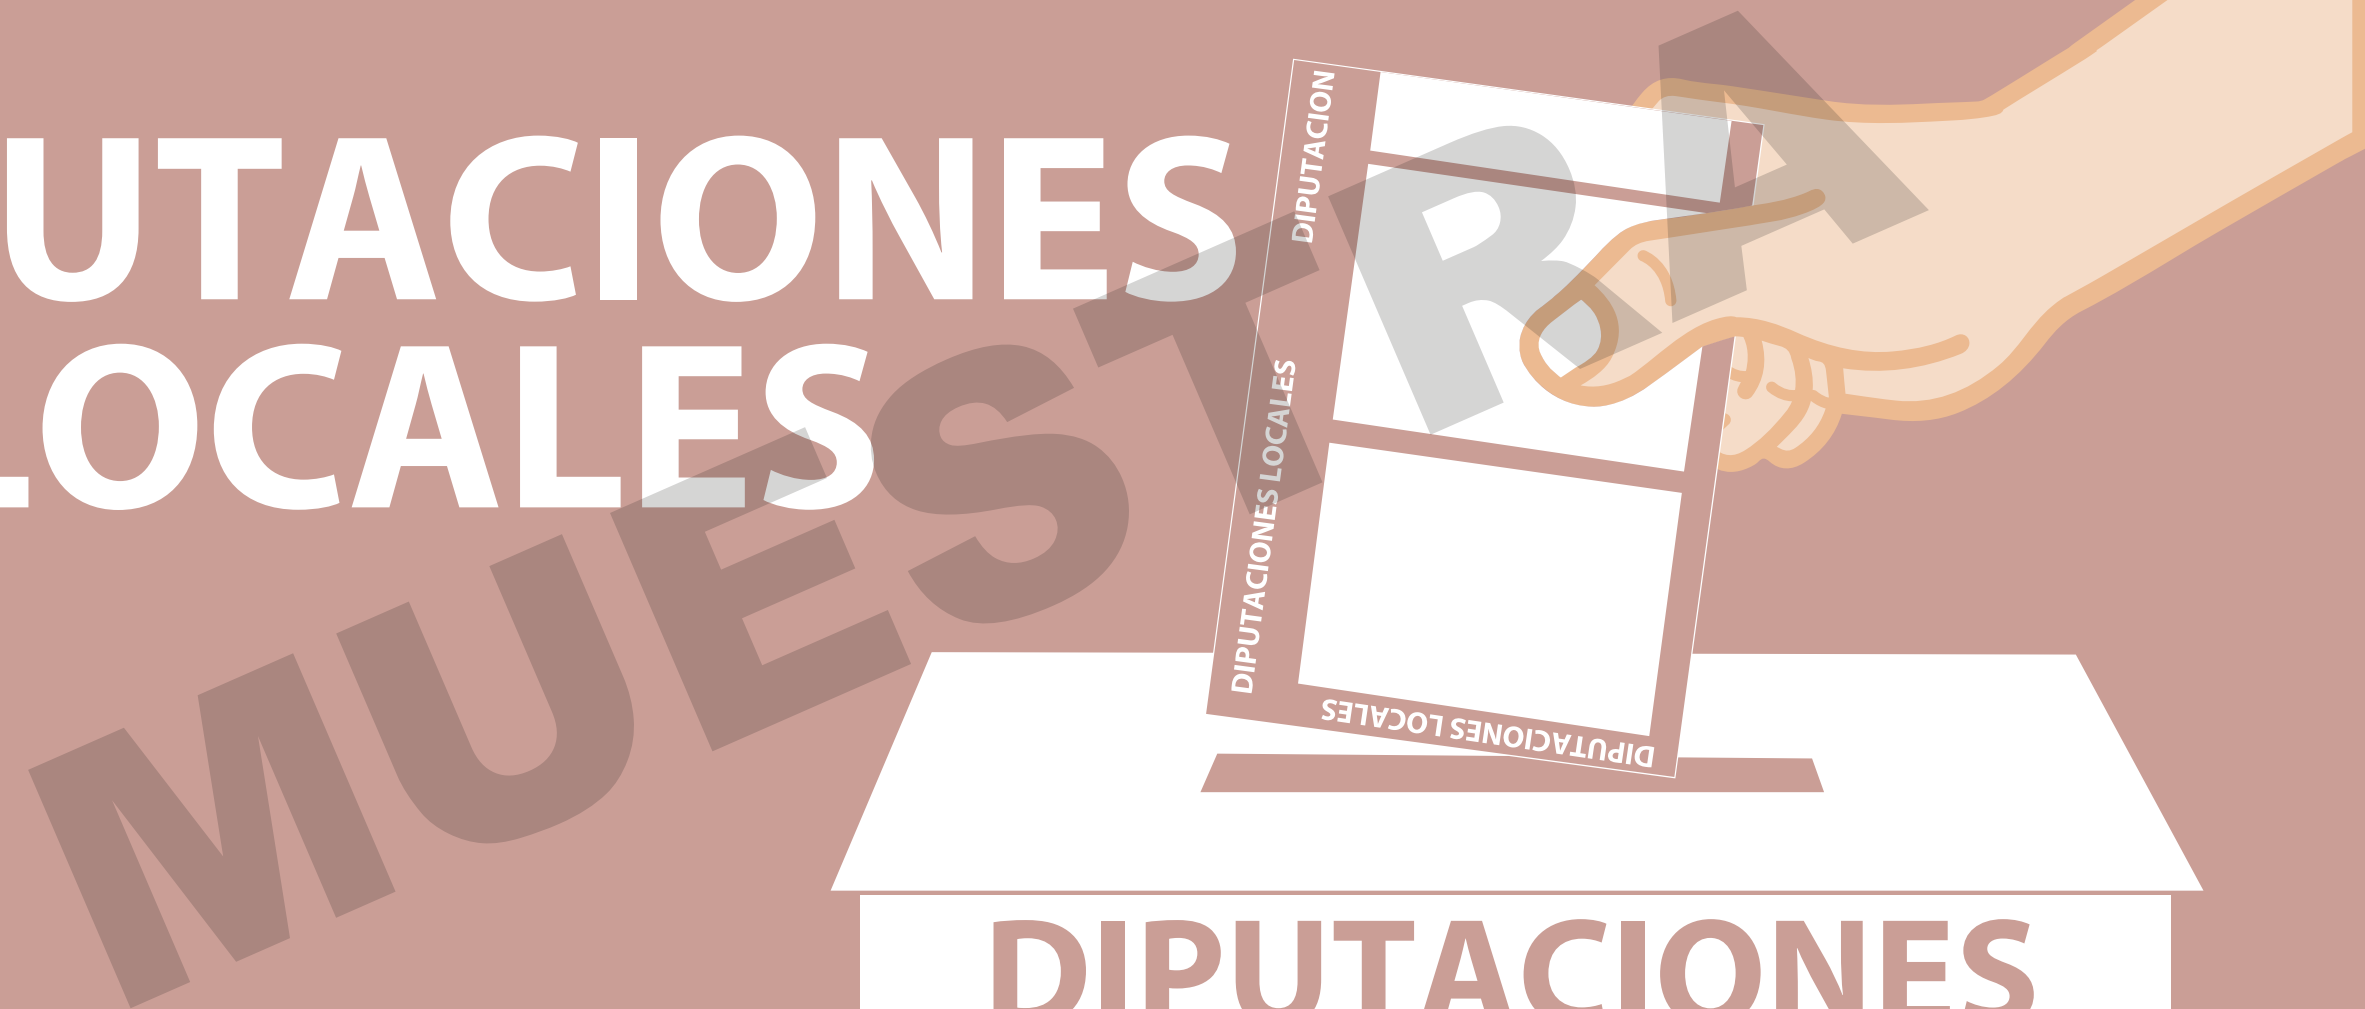 UTACIONES
LOCALES
MUESTRA
DIPUTACION
DIPUTACIONES LOCALES
DIPUTACIONES LOCALES
DIPUTACIONES